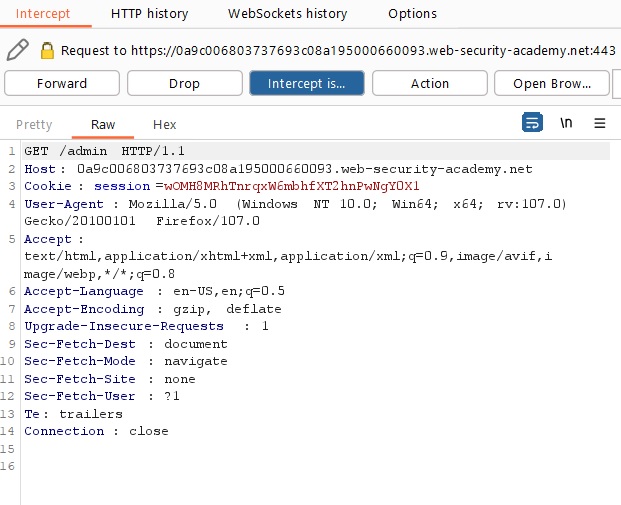 Intercept HTTP history WebSockets history Options
Request to https://0a9c006803737693c08a195000660093.web-security-academy.net:443
Forward Drop Intercept is... Action Open Brow...
Pretty Raw Hex \n
1 GET /admin HTTP/1.1
2 Host: 0a9c006803737693c08a195000660093.web-security-academy.net
3 Cookie: session=wOMH8MRhTnrqxW6mbhfXT2hnPwNgY0X1
4 User-Agent: Mozilla/5.0 (Windows NT 10.0; Win64; x64; rv:107.0)
Gecko/20100101 Firefox/107.0
5 Accept:
text/html,application/xhtml+xml,application/xml;q=0.9,image/avif,i
mage/webp,*/*;q=0.8
6 Accept-Language: en-US,en;q=0.5
7 Accept-Encoding: gzip, deflate
8 Upgrade-Insecure-Requests: 1
9 Sec-Fetch-Dest: document
10 Sec-Fetch-Mode: navigate
11 Sec-Fetch-Site: none
12 Sec-Fetch-User: ?1
13 Te: trailers
14 Connection: close
15
16